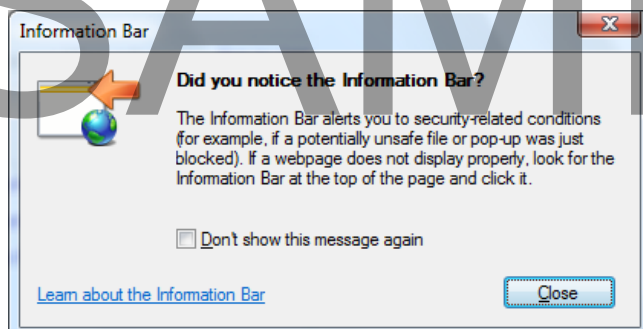 Information Bar
Did you notice the Information Bar?
The Information Bar alerts you to security-related conditions
(for example, if a potentially unsafe file or pop-up was just
blocked). If a webpage does not display properly, look for the
Information Bar at the top of the page and click it.
Don't show this message again
Learn about the Information Bar
Close